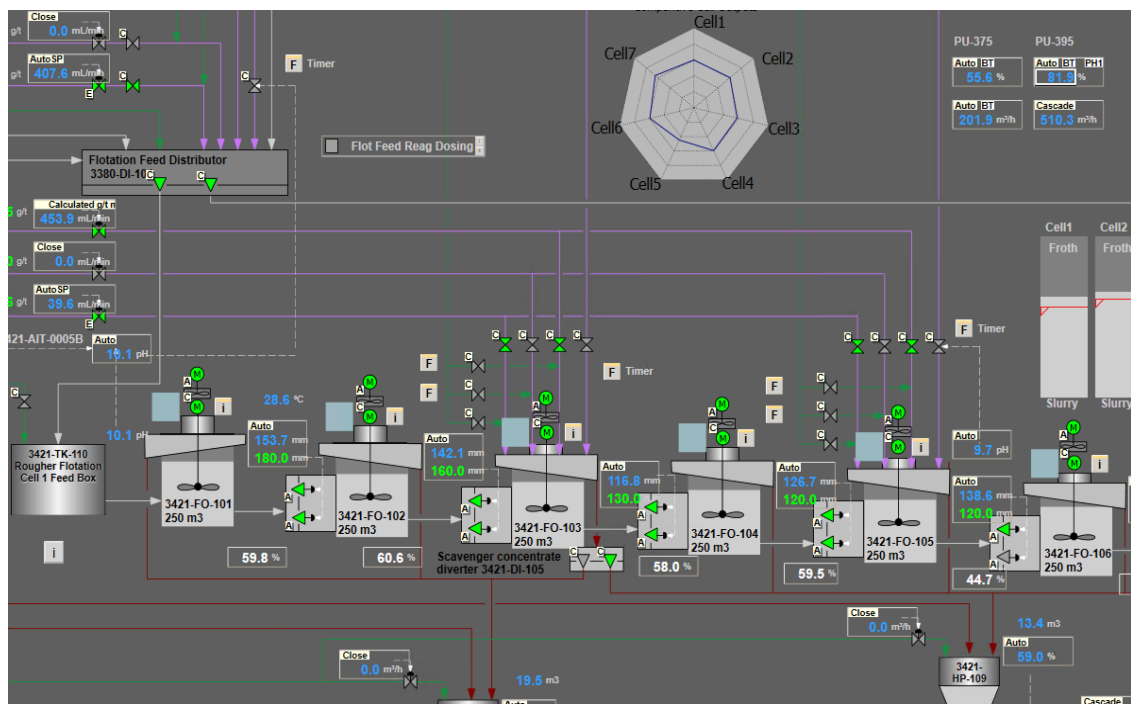 Close
g/t 0.0 mL/min C
AutoSP
g/t 407.6 mL/min C
E
C
F Timer
Cell1
Cell2
Cell3
Cell4
Cell5
Cell6
Cell7
PU-375
PU-395
Auto BT
55.6 %
Auto BT PH1
81.9 %
Auto BT
201.9 m³/h
Cascade
510.3 m³/h
Flot Feed Reag Dosing
Flotation Feed Distributor
3380-DI-10
C C
Calculated g/t
g/t 453.9 mL/min
Close
g/t 0.0 mL/min
AutoSP
g/t 39.6 mL/min
E
Cell1
Froth
Slurry
Cell2
Froth
Slurry
421-AIT-0005B
Auto
10.1 pH
10.1 pH
C C C C
F
F
F Timer
C C C C
F Timer
F
F
C
C
C
C
C
C
C
A M
C M
i
28.6 °C
A M
C M
i
A M
C M
i
A M
C M
i
A M
C M
i
A M
C M
i
Auto
153.7 mm
180.0 mm
Auto
142.1 mm
160.0 mm
Auto
116.8 mm
130.0
Auto
126.7 mm
120.0 mm
Auto
9.7 pH
Auto
138.6 mm
120.0 mm
3421-TK-110
Rougher Flotation
Cell 1 Feed Box
i
3421-FO-101
250 m3
A
A
3421-FO-102
250 m3
A
A
3421-FO-103
250 m3
A
A
3421-FO-104
250 m3
A
A
3421-FO-105
250 m3
A
A
3421-FO-106
250 m3
59.8 %
60.6 %
Scavenger concentrate
diverter 3421-DI-105
C C
58.0 %
59.5 %
44.7 %
Close
0.0 m³/h
13.4 m3
Auto
59.0 %
3421-
HP-109
Close
0.0 m³/h
19.5 m3
Auto
Cascade